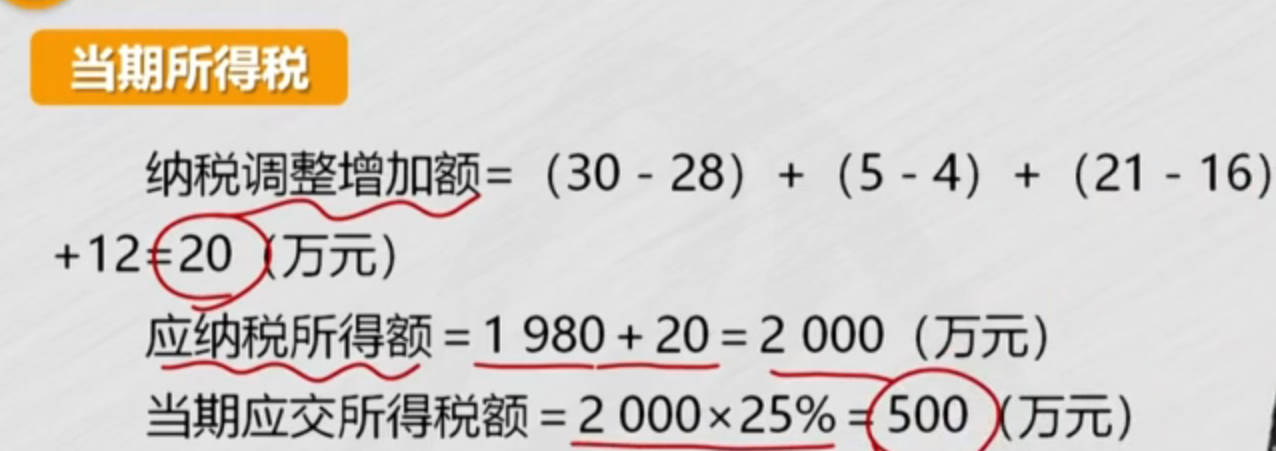 当期所得税
纳税调整增加额=（30 - 28）+（5 - 4）+（21 - 16）
+12=20（万元）
应纳税所得额 = 1 980 + 20 = 2 000（万元）
当期应交所得税额 = 2 000×25% = 500（万元）